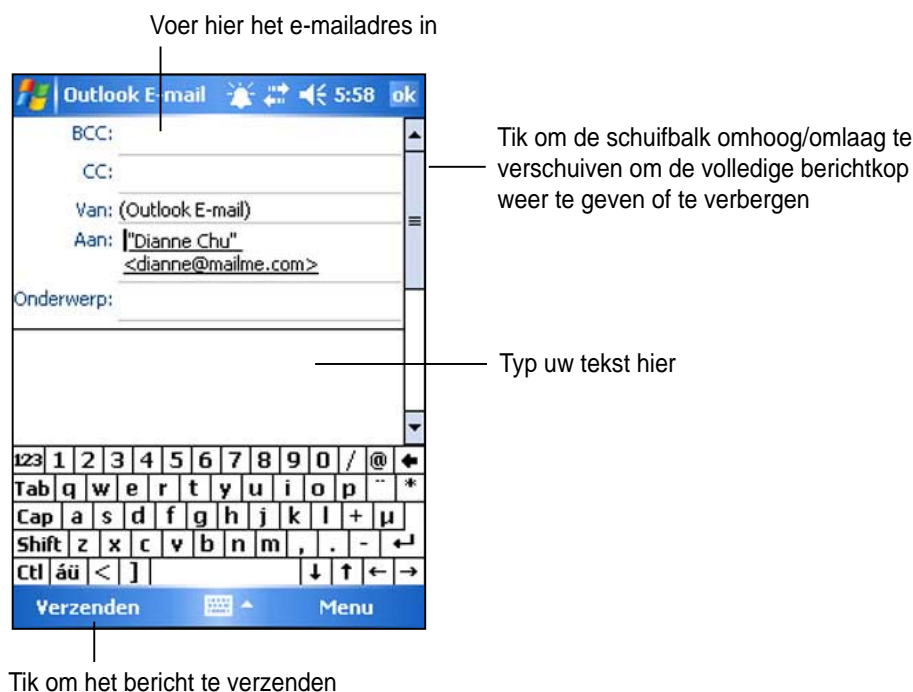 Voer hier het e-mailadres in
Outlook E-mail 5:58 ok
BCC:
CC:
Van: (Outlook E-mail)
Aan: "Dianne Chu"
<dianne@mailme.com>
Onderwerp:
Tik om de schuifbalk omhoog/omlaag te
verschuiven om de volledige berichtkop
weer te geven of te verbergen
Typ uw tekst hier
123 1 2 3 4 5 6 7 8 9 0 / @ ←
Tab q w e r t y u i o p ¨ *
Cap a s d f g h j k l + µ
Shift z x c v b n m , . - ↵
Ctl áü < ] ↓ ↑ ← →
Verzenden Menu
Tik om het bericht te verzenden